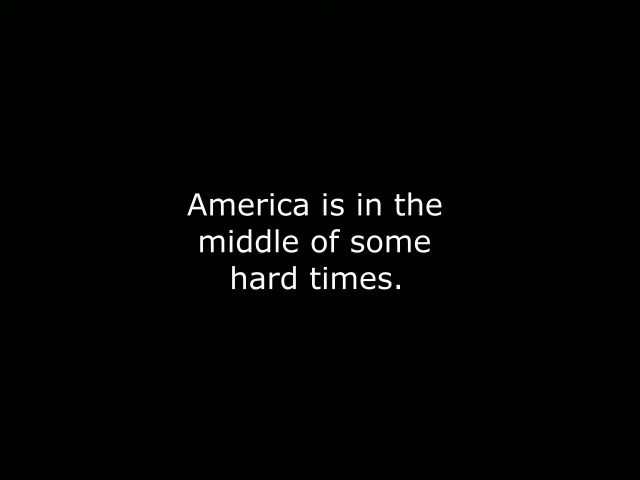 America is in the
middle of some
hard times.